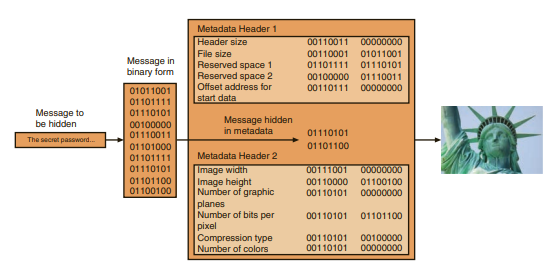 Metadata Header 1
Header size 00110011 00000000
File size 00110000 01011001
Reserved space 1 01101111 01110101
Reserved space 2 00100000 01110011
Offset address for 00110111 00000000
start data
Message in
binary form
01011001
01101111
01110101
00100000
01110011
01101000
01101111
01110101
01101100
01100100
Message to
be hidden
The secret password...
Message hidden
in metadata
01110101
01101100
Metadata Header 2
Image width 00111001 00000000
Image height 00110000 01100100
Number of graphic 00110101 00000000
planes
Number of bits per 00110101 01101100
pixel
Compression type 00110101 00100000
Number of colors 00110101 00000000